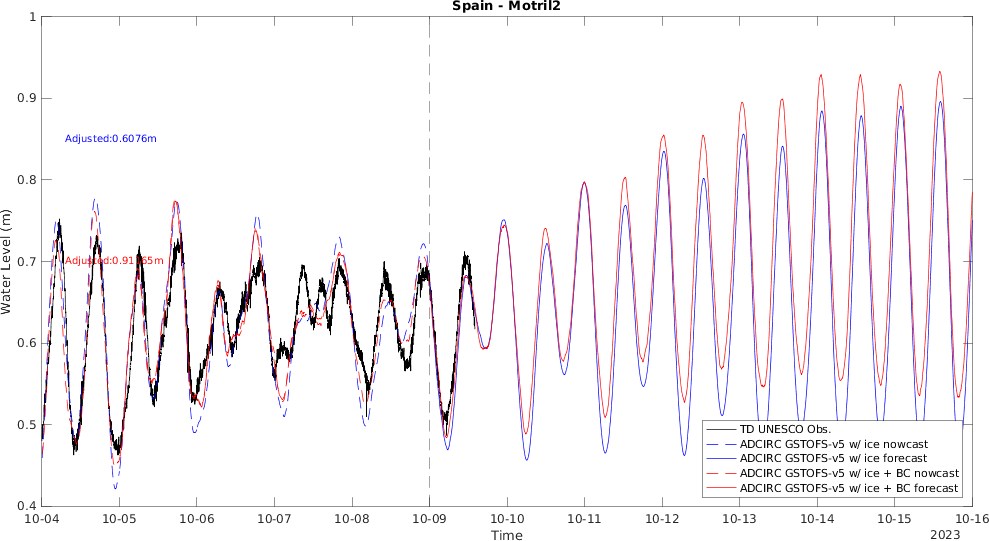 Spain - Motril2
Water Level (m)
1
0.9
0.8
0.7
0.6
0.5
0.4
Adjusted:0.6076m
TD UNESCO Obs.
ADCIRC GSTOFS-v5 w/ ice nowcast
ADCIRC GSTOFS-v5 w/ ice forecast
ADCIRC GSTOFS-v5 w/ ice + BC nowcast
ADCIRC GSTOFS-v5 w/ ice + BC forecast
10-04 10-05 10-06 10-07 10-08 10-09 10-10 10-11 10-12 10-13 10-14 10-15 10-16
Time
2023